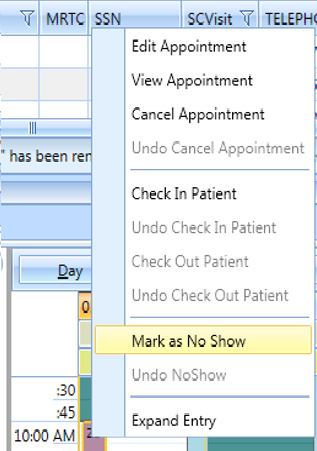 MRTC SSN SCVisit TELEPH
Edit Appointment
View Appointment
Cancel Appointment
Undo Cancel Appointment
" has been ren
Check In Patient
Undo Check In Patient
Check Out Patient
Undo Check Out Patient
Day
0
Mark as No Show
Undo NoShow
:30
:45
Expand Entry
10:00 AM